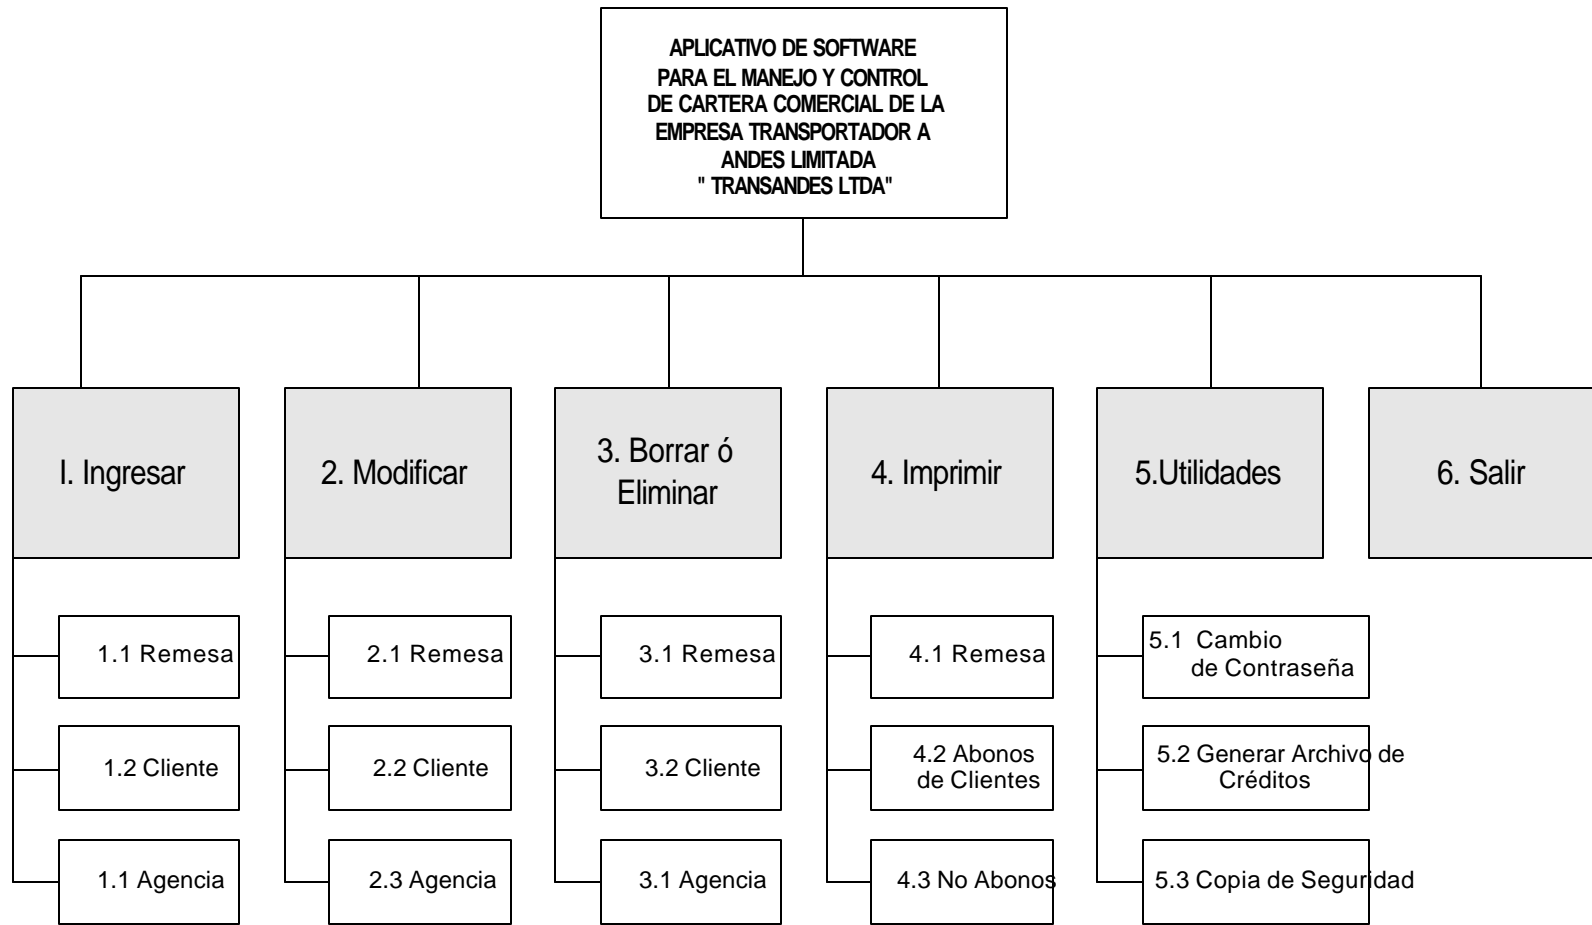 APLICATIVO DE SOFTWARE
PARA EL MANEJO Y CONTROL
DE CARTERA COMERCIAL DE LA
EMPRESA TRANSPORTADOR A
ANDES LIMITADA
" TRANSANDES LTDA"
I. Ingresar
2. Modificar
3. Borrar ó
Eliminar
4. Imprimir
5.Utilidades
6. Salir
1.1 Remesa
2.1 Remesa
3.1 Remesa
4.1 Remesa
5.1 Cambio
de Contraseña
1.2 Cliente
2.2 Cliente
3.2 Cliente
4.2 Abonos
de Clientes
5.2 Generar Archivo de
Créditos
1.1 Agencia
2.3 Agencia
3.1 Agencia
4.3 No Abonos
5.3 Copia de Seguridad